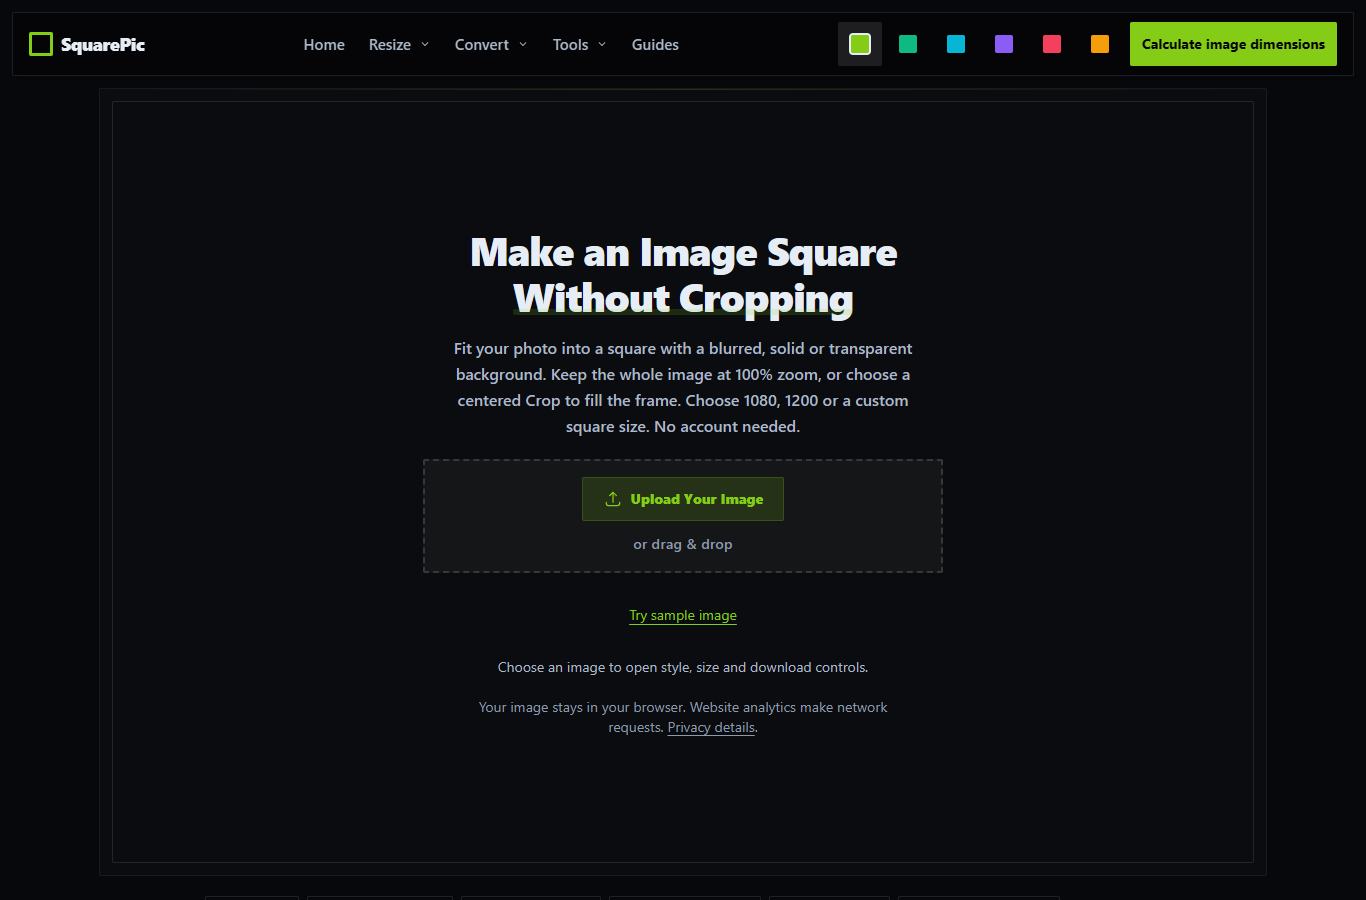 SquarePic
Home
Resize
Convert
Tools
Guides
Calculate image dimensions
Make an Image Square
Without Cropping
Fit your photo into a square with a blurred, solid or transparent
background. Keep the whole image at 100% zoom, or choose a
centered Crop to fill the frame. Choose 1080, 1200 or a custom
square size. No account needed.
Upload Your Image
or drag & drop
Try sample image
Choose an image to open style, size and download controls.
Your image stays in your browser. Website analytics make network
requests. Privacy details.